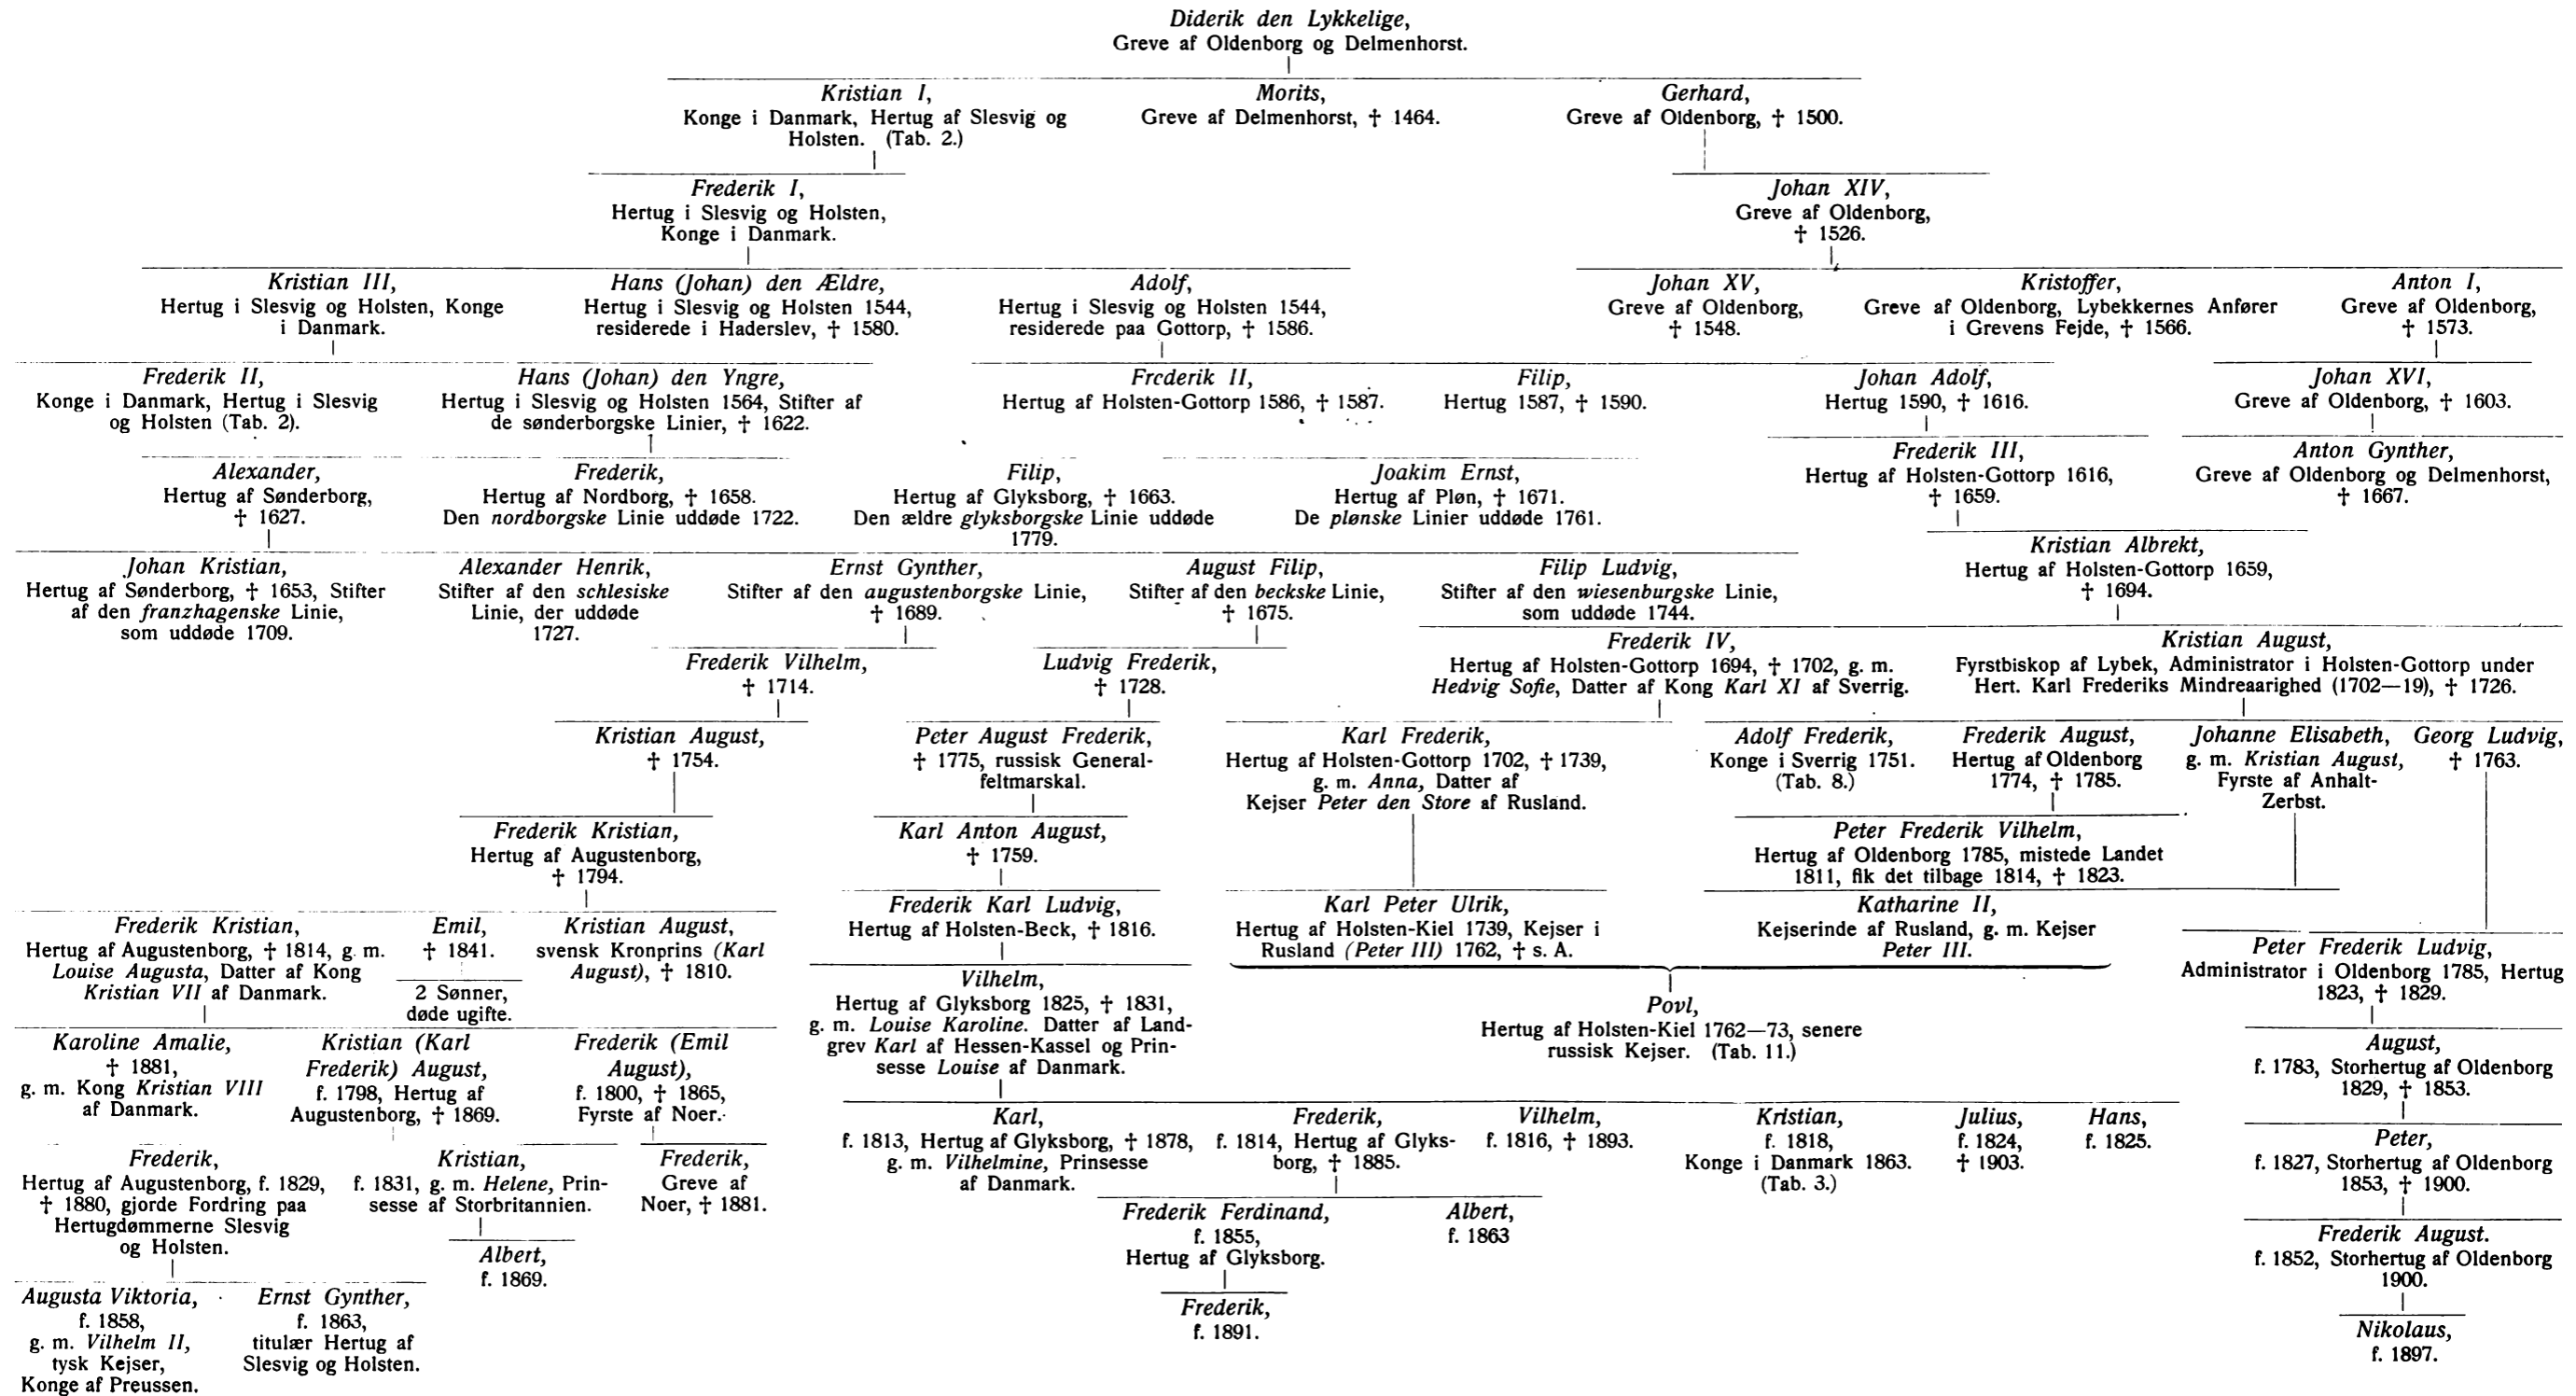 Diderik den Lykkelige,
Greve af Oldenborg og Delmenhorst.
Kristian I,
Konge i Danmark, Hertug af Slesvig og
Holsten. (Tab. 2.)
Morits,
Greve af Delmenhorst, † 1464.
Gerhard,
Greve af Oldenborg, † 1500.
Frederik I,
Hertug i Slesvig og Holsten,
Konge i Danmark.
Johan XIV,
Greve af Oldenborg,
† 1526.
Kristian III,
Hertug i Slesvig og Holsten, Konge
i Danmark.
Hans (Johan) den Ældre,
Hertug i Slesvig og Holsten 1544,
residerede i Haderslev, † 1580.
Adolf,
Hertug i Slesvig og Holsten 1544,
residerede paa Gottorp, † 1586.
Johan XV,
Greve af Oldenborg,
† 1548.
Kristoffer,
Greve af Oldenborg, Lybekkernes Anfører
i Grevens Fejde, † 1566.
Anton I,
Greve af Oldenborg,
† 1573.
Frederik II,
Konge i Danmark, Hertug i Slesvig
og Holsten (Tab. 2).
Hans (Johan) den Yngre,
Hertug i Slesvig og Holsten 1564, Stifter af
de sønderborgske Linier, † 1622.
Frederik II,
Hertug af Holsten-Gottorp 1586, † 1587.
Filip,
Hertug 1587, † 1590.
Johan Adolf,
Hertug 1590, † 1616.
Johan XVI,
Greve af Oldenborg, † 1603.
Alexander,
Hertug af Sønderborg,
† 1627.
Frederik,
Hertug af Nordborg, † 1658.
Den nordborgske Linie uddøde 1722.
Filip,
Hertug af Glyksborg, † 1663.
Den ældre glyksborgske Linie uddøde
1779.
Joakim Ernst,
Hertug af Pløn, † 1671.
De plønske Linier uddøde 1761.
Frederik III,
Hertug af Holsten-Gottorp 1616,
† 1659.
Anton Gynther,
Greve af Oldenborg og Delmenhorst,
† 1667.
Johan Kristian,
Hertug af Sønderborg, † 1653, Stifter
af den franzhagenske Linie,
som uddøde 1709.
Alexander Henrik,
Stifter af den schlesiske
Linie, der uddøde
1727.
Ernst Gynther,
Stifter af den augustenborgske Linie,
† 1689.
August Filip,
Stifter af den beckske Linie,
† 1675.
Filip Ludvig,
Stifter af den wiesenburgske Linie,
som uddøde 1744.
Kristian Albrekt,
Hertug af Holsten-Gottorp 1659,
† 1694.
Frederik Vilhelm,
† 1714.
Ludvig Frederik,
† 1728.
Frederik IV,
Hertug af Holsten-Gottorp 1694, † 1702, g. m.
Hedvig Sofie, Datter af Kong Karl XI af Sverrig.
Kristian August,
Fyrstbiskop af Lybek, Administrator i Holsten-Gottorp under
Hert. Karl Frederiks Mindreaarighed (1702—19), † 1726.
Kristian August,
† 1754.
Peter August Frederik,
† 1775, russisk General-
feltmarskal.
Karl Frederik,
Hertug af Holsten-Gottorp 1702, † 1739,
g. m. Anna, Datter af
Kejser Peter den Store af Rusland.
Adolf Frederik,
Konge i Sverrig 1751.
(Tab. 8.)
Frederik August,
Hertug af Oldenborg
1774, † 1785.
Johanne Elisabeth,
g. m. Kristian August,
Fyrste af Anhalt-
Zerbst.
Georg Ludvig,
† 1763.
Frederik Kristian,
Hertug af Augustenborg,
† 1794.
Karl Anton August,
† 1759.
Peter Frederik Vilhelm,
Hertug af Oldenborg 1785, mistede Landet
1811, fik det tilbage 1814, † 1823.
Frederik Kristian,
Hertug af Augustenborg, † 1814, g. m.
Louise Augusta, Datter af Kong
Kristian VII af Danmark.
Emil,
† 1841.
2 Sønner,
døde ugifte.
Kristian August,
svensk Kronprins (Karl
August), † 1810.
Frederik Karl Ludvig,
Hertug af Holsten-Beck, † 1816.
Karl Peter Ulrik,
Hertug af Holsten-Kiel 1739, Kejser i
Rusland (Peter III) 1762, † s. A.
Katharine II,
Kejserinde af Rusland, g. m. Kejser
Peter III.
Peter Frederik Ludvig,
Administrator i Oldenborg 1785, Hertug
1823, † 1829.
Vilhelm,
Hertug af Glyksborg 1825, † 1831,
g. m. Louise Karoline. Datter af Land-
grev Karl af Hessen-Kassel og Prin-
sesse Louise af Danmark.
Povl,
Hertug af Holsten-Kiel 1762—73, senere
russisk Kejser. (Tab. 11.)
Karoline Amalie,
† 1881,
g. m. Kong Kristian VIII
af Danmark.
Kristian (Karl
Frederik) August,
f. 1798, Hertug af
Augustenborg, † 1869.
Frederik (Emil
August),
f. 1800, † 1865,
Fyrste af Noer.
August,
f. 1783, Storhertug af Oldenborg
1829, † 1853.
Karl,
f. 1813, Hertug af Glyksborg, † 1878,
g. m. Vilhelmine, Prinsesse
af Danmark.
Frederik,
f. 1814, Hertug af Glyks-
borg, † 1885.
Vilhelm,
f. 1816, † 1893.
Kristian,
f. 1818,
Konge i Danmark 1863.
(Tab. 3.)
Julius,
f. 1824,
† 1903.
Hans,
f. 1825.
Peter,
f. 1827, Storhertug af Oldenborg
1853, † 1900.
Frederik,
Hertug af Augustenborg, f. 1829,
† 1880, gjorde Fordring paa
Hertugdømmerne Slesvig
og Holsten.
Kristian,
f. 1831, g. m. Helene, Prin-
sesse af Storbritannien.
Frederik,
Greve af
Noer, † 1881.
Frederik Ferdinand,
f. 1855,
Hertug af Glyksborg.
Albert,
f. 1863
Frederik August.
f. 1852, Storhertug af Oldenborg
1900.
Albert,
f. 1869.
Augusta Viktoria,
f. 1858,
g. m. Vilhelm II,
tysk Kejser,
Konge af Preussen.
Ernst Gynther,
f. 1863,
titulær Hertug af
Slesvig og Holsten.
Frederik,
f. 1891.
Nikolaus,
f. 1897.